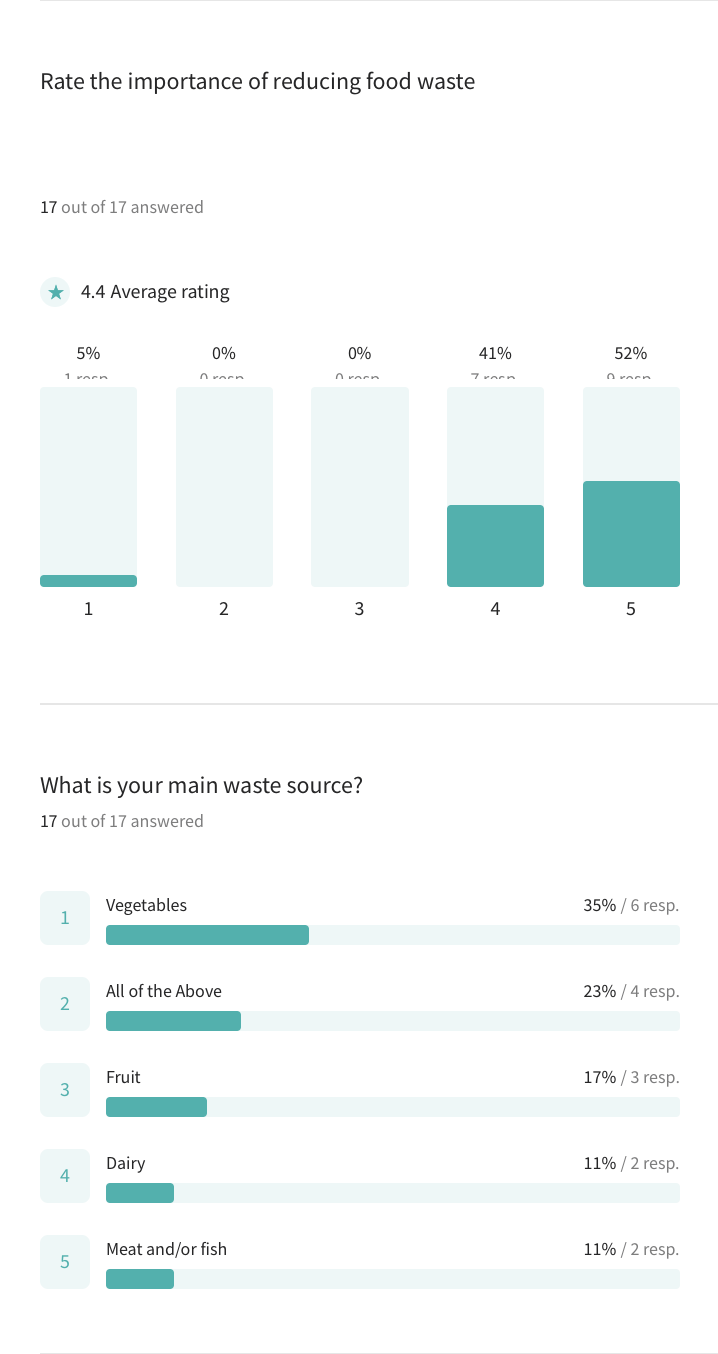 Rate the importance of reducing food waste
17 out of 17 answered
4.4 Average rating
5% 0% 0% 41% 52%
1 resp. 0 resp. 0 resp. 7 resp. 9 resp.
1 2 3 4 5
What is your main waste source?
17 out of 17 answered
1 Vegetables 35% / 6 resp.
2 All of the Above 23% / 4 resp.
3 Fruit 17% / 3 resp.
4 Dairy 11% / 2 resp.
5 Meat and/or fish 11% / 2 resp.